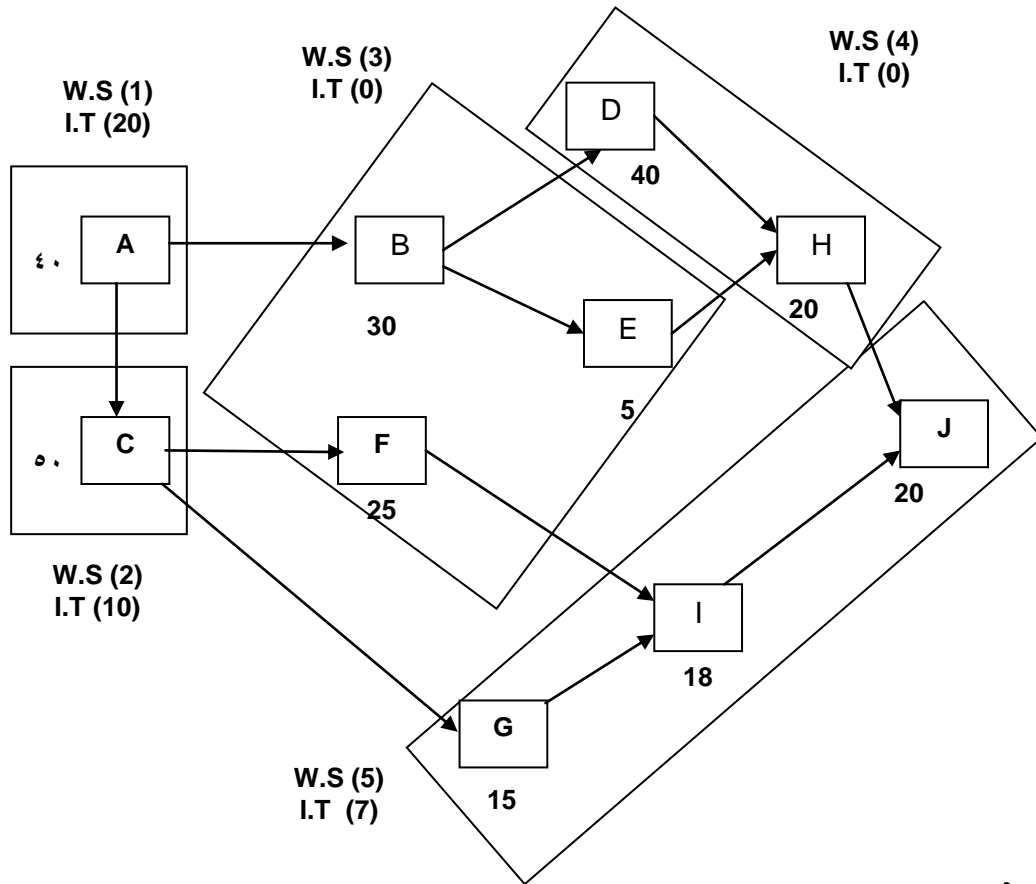 W.S (1)
I.T (20)
W.S (3)
I.T (0)
W.S (4)
I.T (0)
D
40
٤٠
A
B
30
H
20
E
5
٥٠
C
F
25
J
20
W.S (2)
I.T (10)
I
18
G
15
W.S (5)
I.T (7)